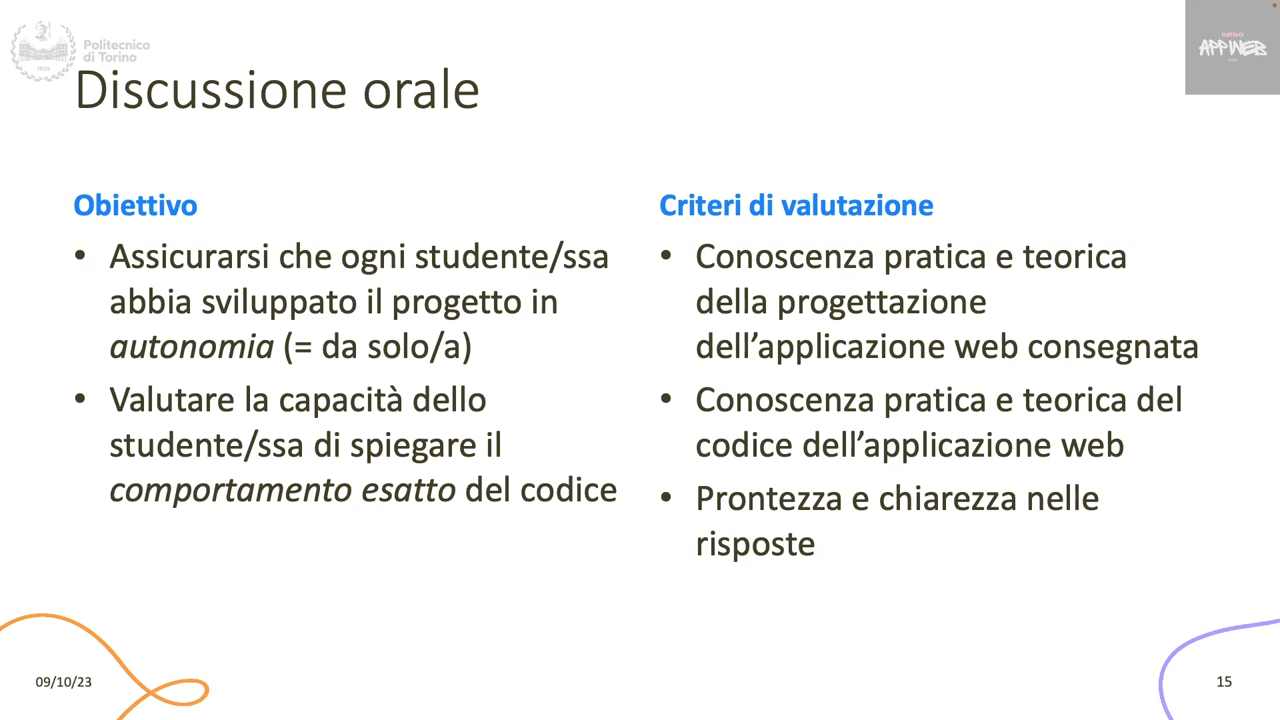 Politecnico
di Torino
1859
INTRO
APPWEB
Discussione orale
Obiettivo
• Assicurarsi che ogni studente/ssa
abbia sviluppato il progetto in
autonomia (= da solo/a)
• Valutare la capacità dello
studente/ssa di spiegare il
comportamento esatto del codice
Criteri di valutazione
• Conoscenza pratica e teorica
della progettazione
dell’applicazione web consegnata
• Conoscenza pratica e teorica del
codice dell’applicazione web
• Prontezza e chiarezza nelle
risposte
09/10/23
15